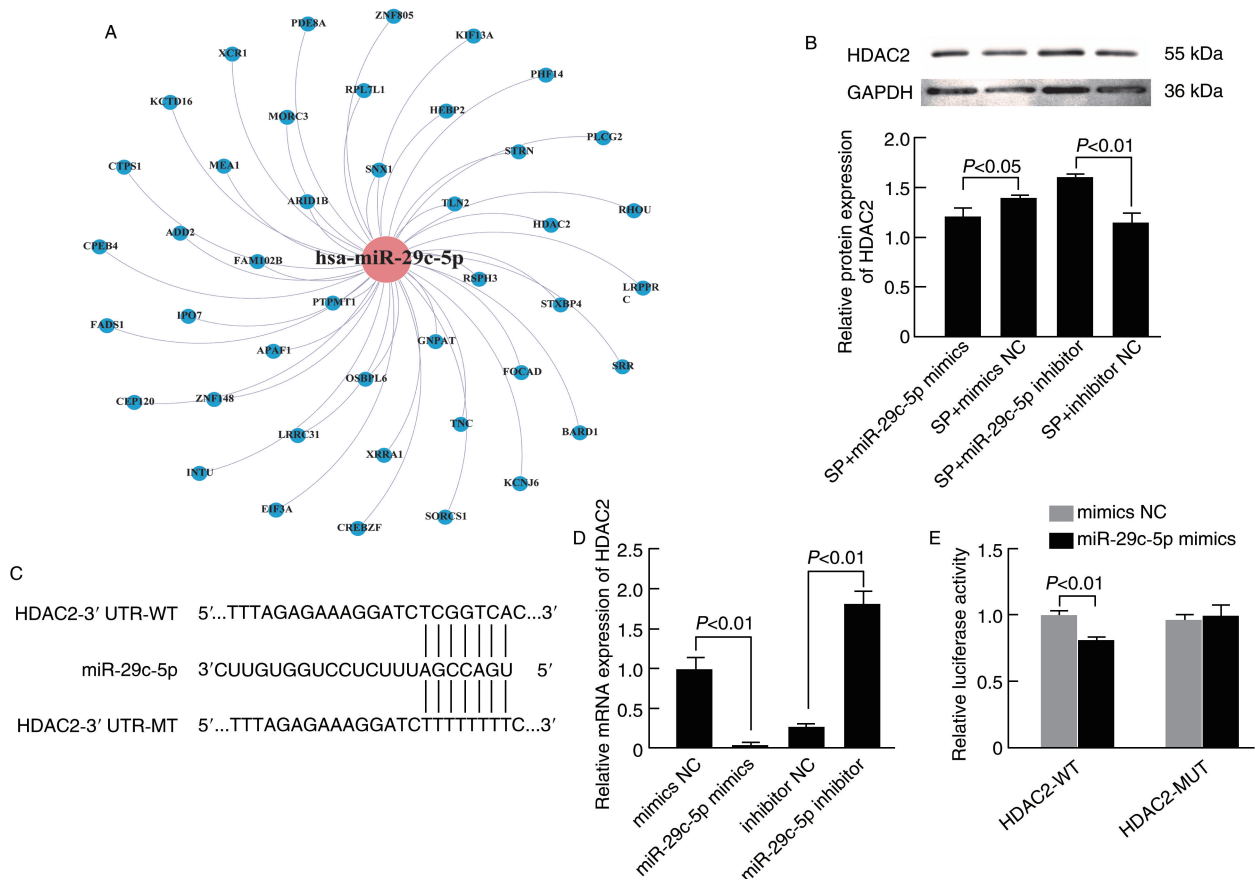 A
PDE8A
ZNF805
KIF13A
XCR1
PHF14
RPL7L1
KCTD16
HEBP2
MORC3
PLCG2
STRN
CTPS1
MEA1
SNX1
ARID1B
TLN2
RHOU
HDAC2
ADD2
CPEB4
FAM102B
hsa-miR-29c-5p
RSPH3
LRPPR
C
PTPMT1
STXBP4
IPO7
FADS1
GNPAT
APAF1
SRR
FOCAD
OSBPL6
CEP120
ZNF148
TNC
BARD1
LRRC31
XRRA1
INTU
KCNJ6
EIF3A
SORCS1
CREBZF
B
HDAC2 55 kDa
GAPDH 36 kDa
Relative protein expression
of HDAC2
2.0
1.5
1.0
0.5
0
P<0.05
P<0.01
SP+miR-29c-5p mimics
SP+mimics NC
SP+miR-29c-5p inhibitor
SP+inhibitor NC
C
HDAC2-3′ UTR-WT 5′...TTTAGAGAAAGGATCTCGGTCAC...3′
miR-29c-5p 3′CUUGUGGUCCUCUUUAGCCAGU 5′
HDAC2-3′ UTR-MT 5′...TTTAGAGAAAGGATCTTTTTTTTC...3′
D
Relative mRNA expression of HDAC2
2.5
2.0
1.5
1.0
0.5
0
P<0.01
P<0.01
mimics NC
miR-29c-5p mimics
inhibitor NC
miR-29c-5p inhibitor
E
mimics NC
miR-29c-5p mimics
Relative luciferase activity
1.5
1.0
0.5
0
P<0.01
HDAC2-WT
HDAC2-MUT